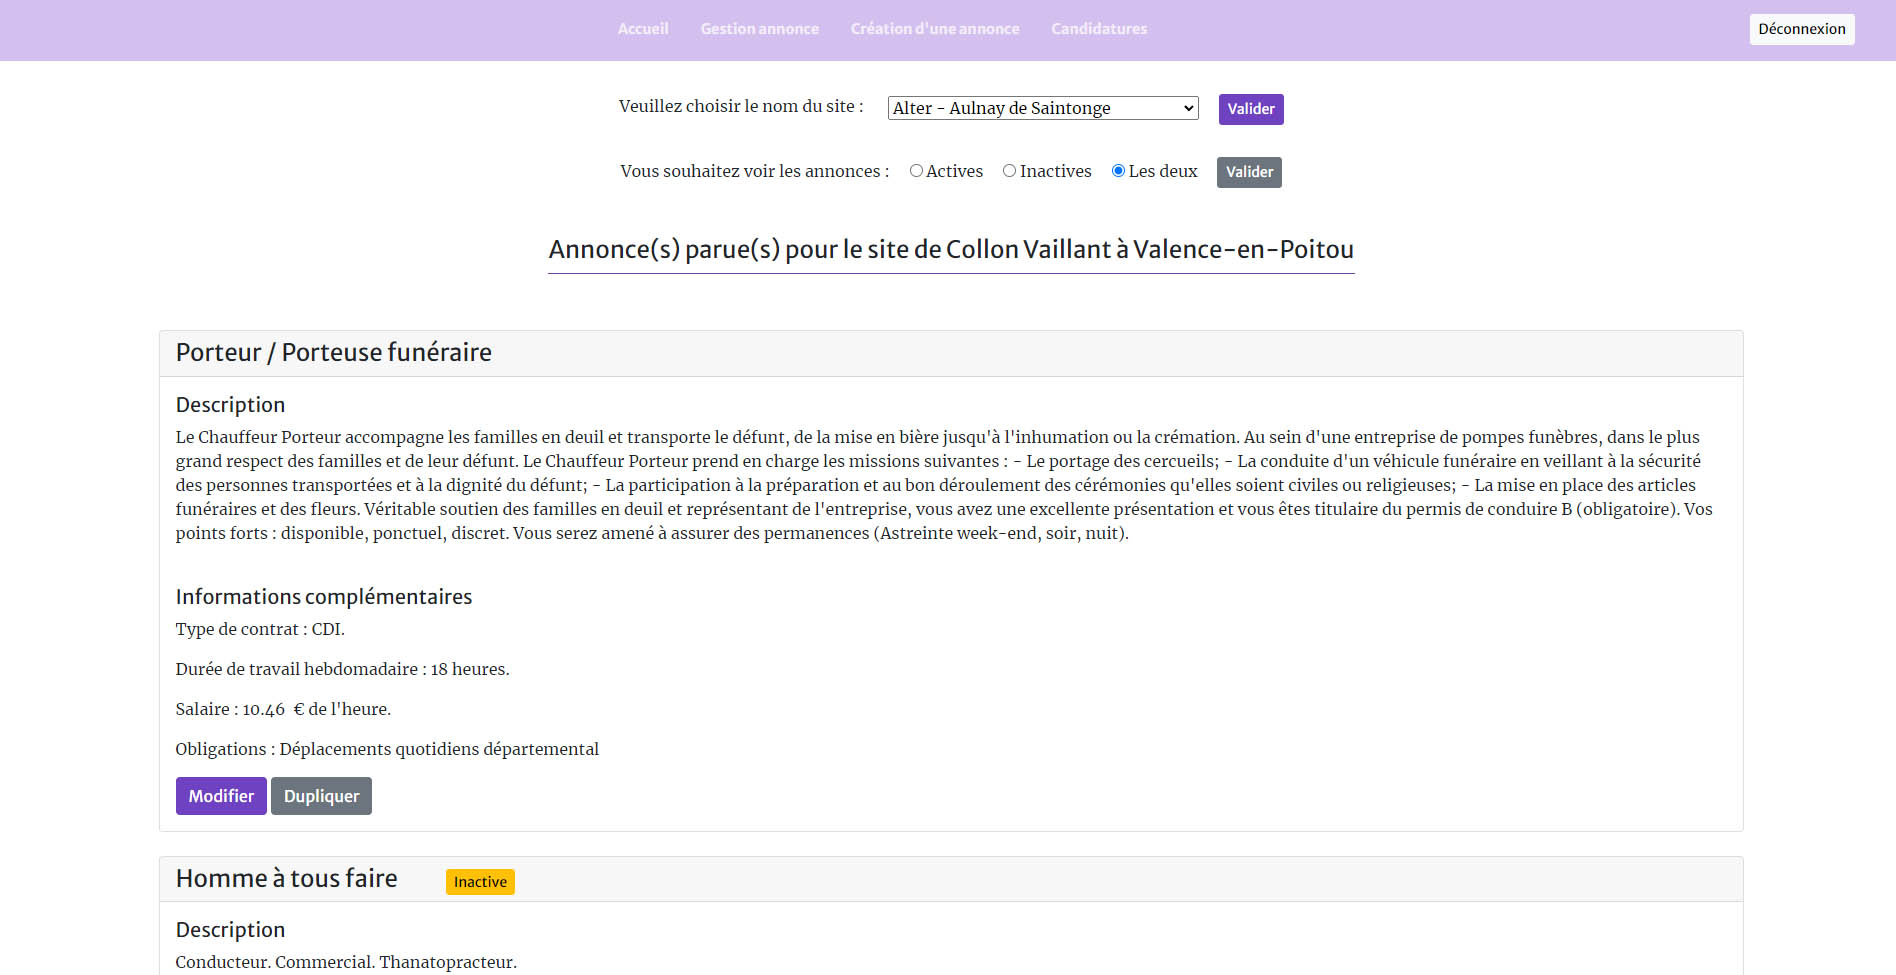 Accueil Gestion annonce Création d'une annonce Candidatures Déconnexion
Veuillez choisir le nom du site : Alter - Aulnay de Saintonge Valider
Vous souhaitez voir les annonces : Actives Inactives Les deux Valider
Annonce(s) parue(s) pour le site de Collon Vaillant à Valence-en-Poitou
Porteur / Porteuse funéraire
Description
Le Chauffeur Porteur accompagne les familles en deuil et transporte le défunt, de la mise en bière jusqu'à l'inhumation ou la crémation. Au sein d'une entreprise de pompes funèbres, dans le plus
grand respect des familles et de leur défunt. Le Chauffeur Porteur prend en charge les missions suivantes : - Le portage des cercueils; - La conduite d'un véhicule funéraire en veillant à la sécurité
des personnes transportées et à la dignité du défunt; - La participation à la préparation et au bon déroulement des cérémonies qu'elles soient civiles ou religieuses; - La mise en place des articles
funéraires et des fleurs. Véritable soutien des familles en deuil et représentant de l'entreprise, vous avez une excellente présentation et vous êtes titulaire du permis de conduire B (obligatoire). Vos
points forts : disponible, ponctuel, discret. Vous serez amené à assurer des permanences (Astreinte week-end, soir, nuit).
Informations complémentaires
Type de contrat : CDI.
Durée de travail hebdomadaire : 18 heures.
Salaire : 10.46 € de l'heure.
Obligations : Déplacements quotidiens départemental
Modifier Dupliquer
Homme à tous faire Inactive
Description
Conducteur. Commercial. Thanatopracteur.